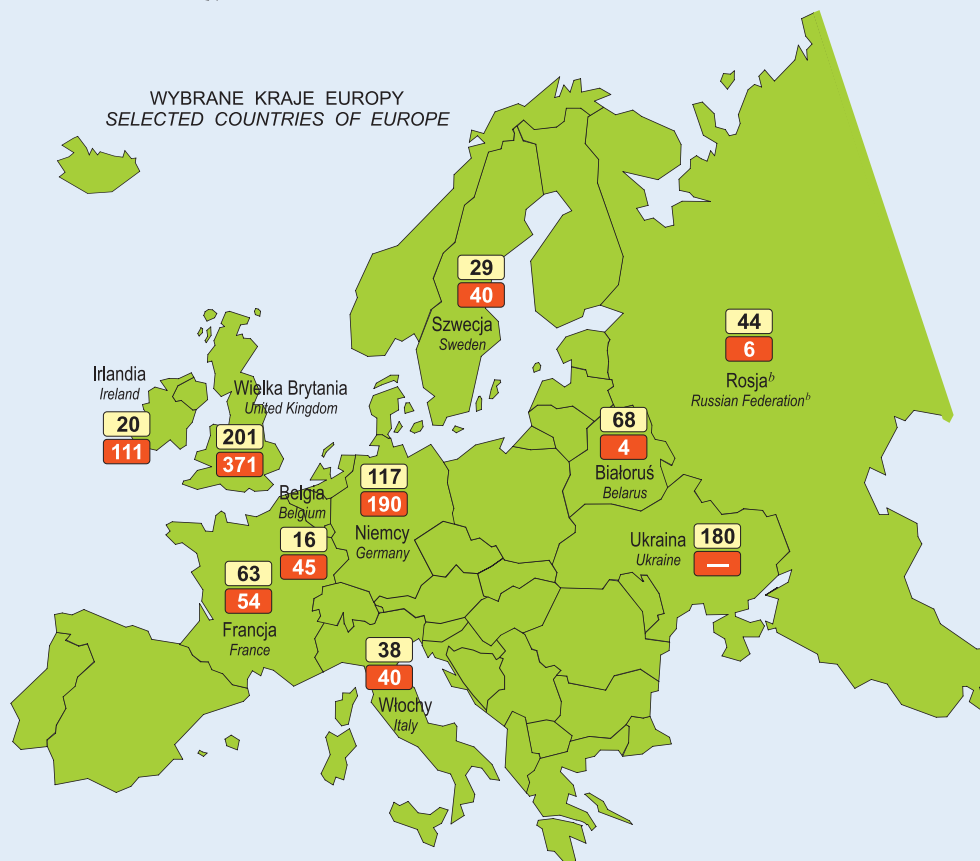 WYBRANE KRAJE EUROPY
SELECTED COUNTRIES OF EUROPE
29
40
Szwecja
Sweden
44
6
Rosja^b
Russian Federation^b
Irlandia
Ireland
20
111
Wielka Brytania
United Kingdom
201
371
68
4
Białoruś
Belarus
117
190
Niemcy
Germany
Belgia
Belgium
16
45
Ukraina
Ukraine
180
—
63
54
Francja
France
38
40
Włochy
Italy